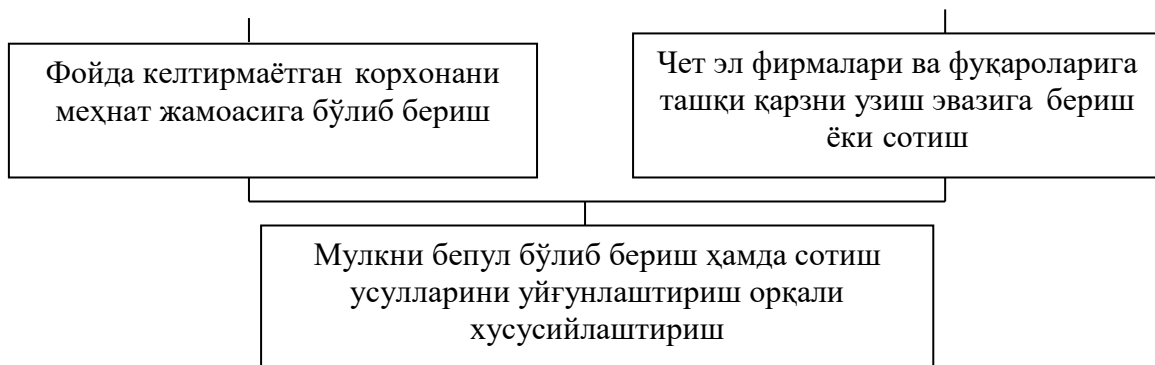 Фойда келтирмаётган корхонани
меҳнат жамоасига бўлиб бериш
Чет эл фирмалари ва фуқароларига
ташқи қарзни узиш эвазига бериш
ёки сотиш
Мулкни бепул бўлиб бериш ҳамда сотиш
усулларини уйғунлаштириш орқали
хусусийлаштириш